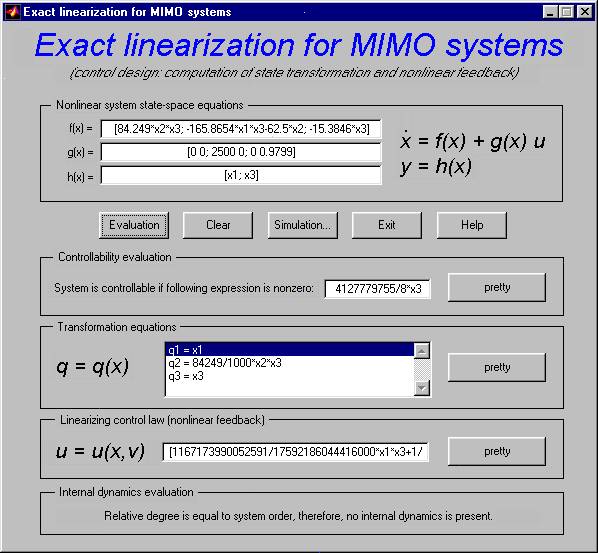 Exact linearization for MIMO systems
Exact linearization for MIMO systems
(control design: computation of state transformation and nonlinear feedback)
Nonlinear system state-space equations
f(x) = [84.249*x2*x3; -165.8654*x1*x3-62.5*x2; -15.3846*x3]
g(x) = [0 0; 2500 0; 0 0.9799]
h(x) = [x1; x3]
ẋ = f(x) + g(x) u
y = h(x)
Evaluation Clear Simulation... Exit Help
Controllability evaluation
System is controllable if following expression is nonzero: 4127779755/8*x3 pretty
Transformation equations
q = q(x)
q1 = x1
q2 = 84249/1000*x2*x3
q3 = x3
pretty
Linearizing control law (nonlinear feedback)
u = u(x,v) [1167173990052591/17592186044416000*x1*x3+1/ pretty
Internal dynamics evaluation
Relative degree is equal to system order, therefore, no internal dynamics is present.